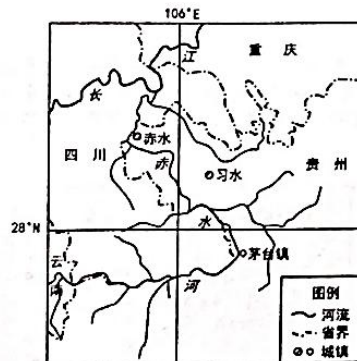 106°E
江
重庆
长
赤水
四川
赤
习水
贵州
28°N
水
茅台镇
云
南
河
图例
河流
省界
城镇